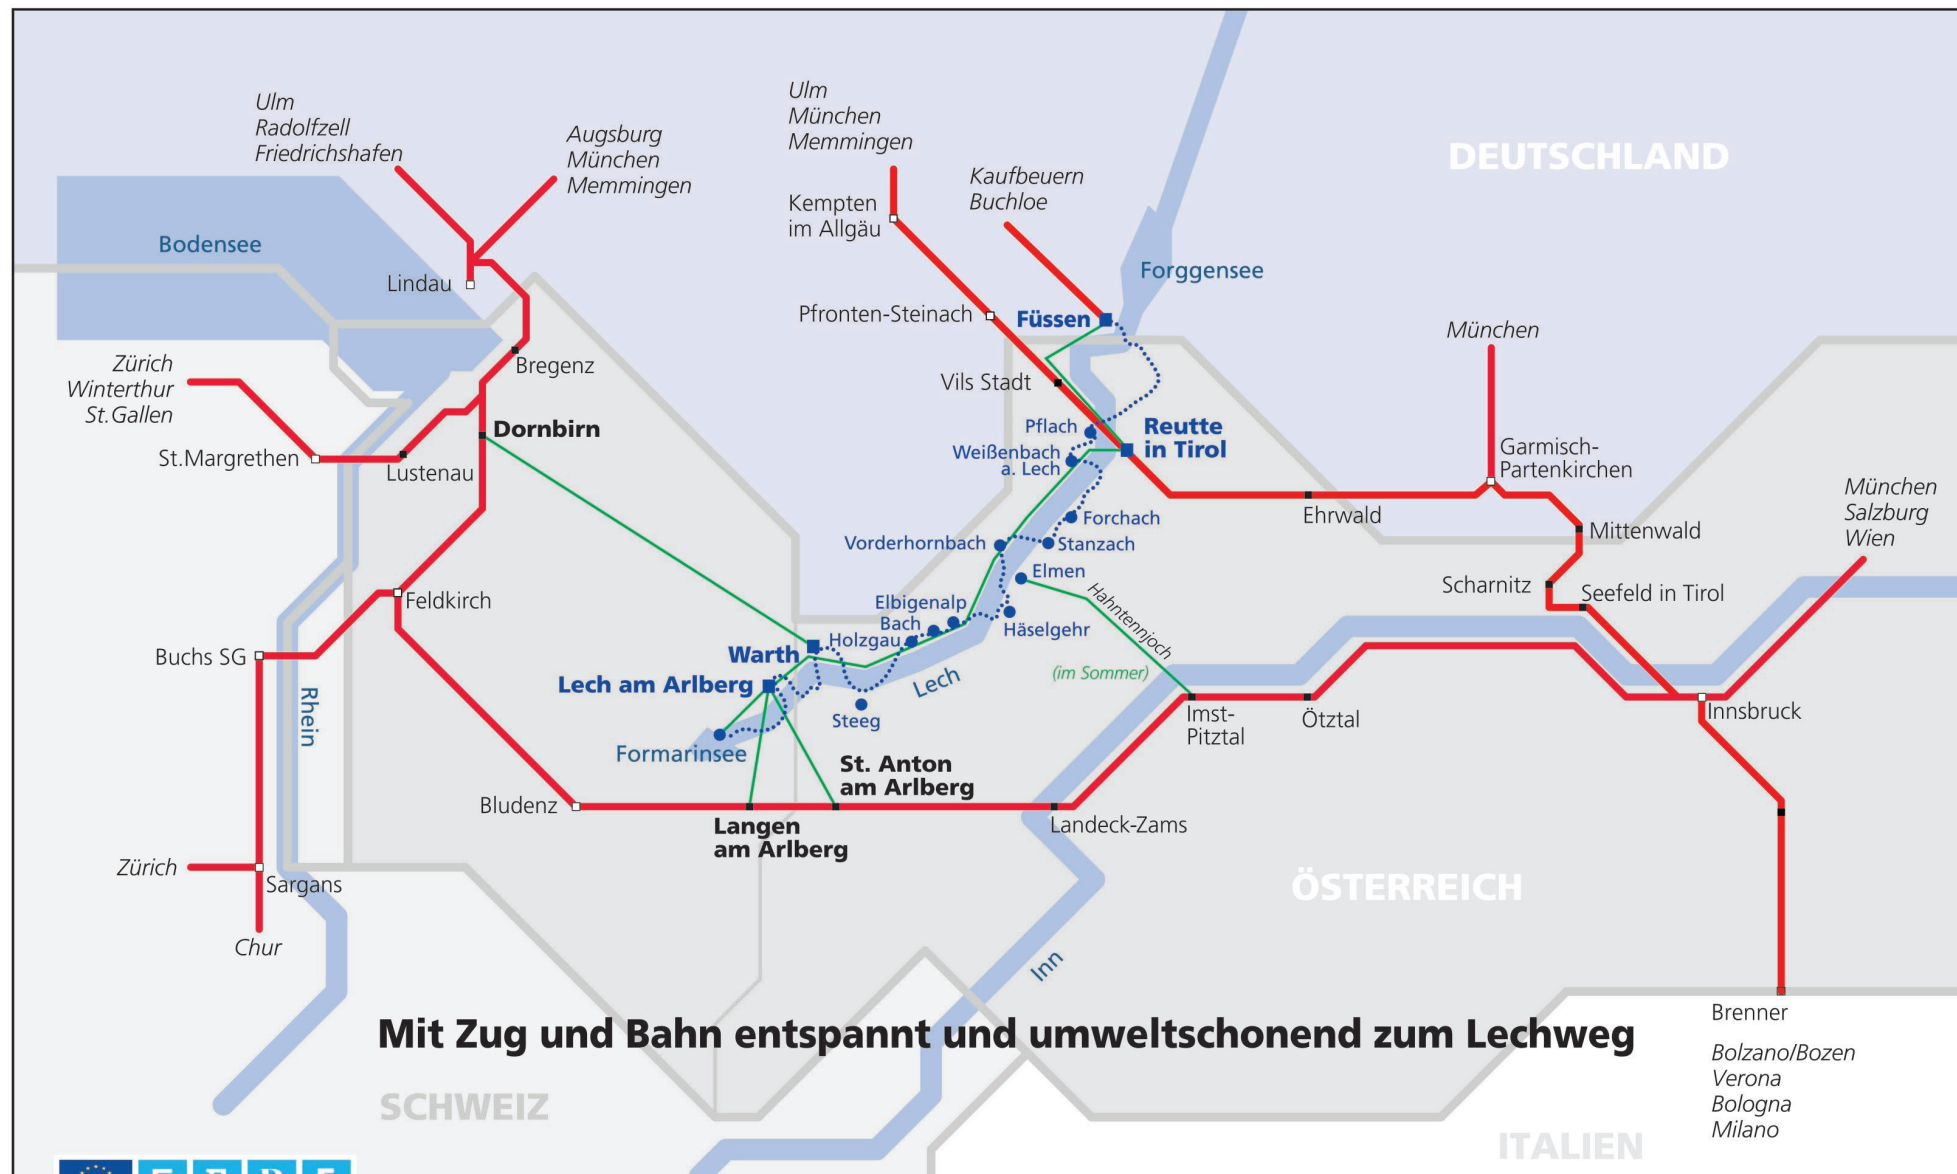 Ulm
Radolfzell
Friedrichshafen
Augsburg
München
Memmingen
Ulm
München
Memmingen
Kaufbeuern
Buchloe
DEUTSCHLAND
Kempten
im Allgäu
Bodensee
Lindau
Forggensee
Pfronten-Steinach
Füssen
München
Zürich
Winterthur
St.Gallen
Bregenz
Vils Stadt
Dornbirn
Pflach
Reutte
in Tirol
St.Margrethen
Lustenau
Weißenbach
a. Lech
Garmisch-
Partenkirchen
München
Salzburg
Wien
Forchach
Ehrwald
Mittenwald
Vorderhornbach
Stanzach
Elmen
Scharnitz
Seefeld in Tirol
Feldkirch
Elbigenalp
Bach
Holzgau
Häselgehr
Hahntennjoch
(im Sommer)
Buchs SG
Warth
Lech am Arlberg
Lech
Steeg
Rhein
Imst-
Pitztal
Ötztal
Innsbruck
Formarinsee
St. Anton
am Arlberg
Bludenz
Langen
am Arlberg
Landeck-Zams
Zürich
Sargans
ÖSTERREICH
Chur
Inn
Brenner
Mit Zug und Bahn entspannt und umweltschonend zum Lechweg
Bolzano/Bozen
Verona
Bologna
Milano
SCHWEIZ
ITALIEN